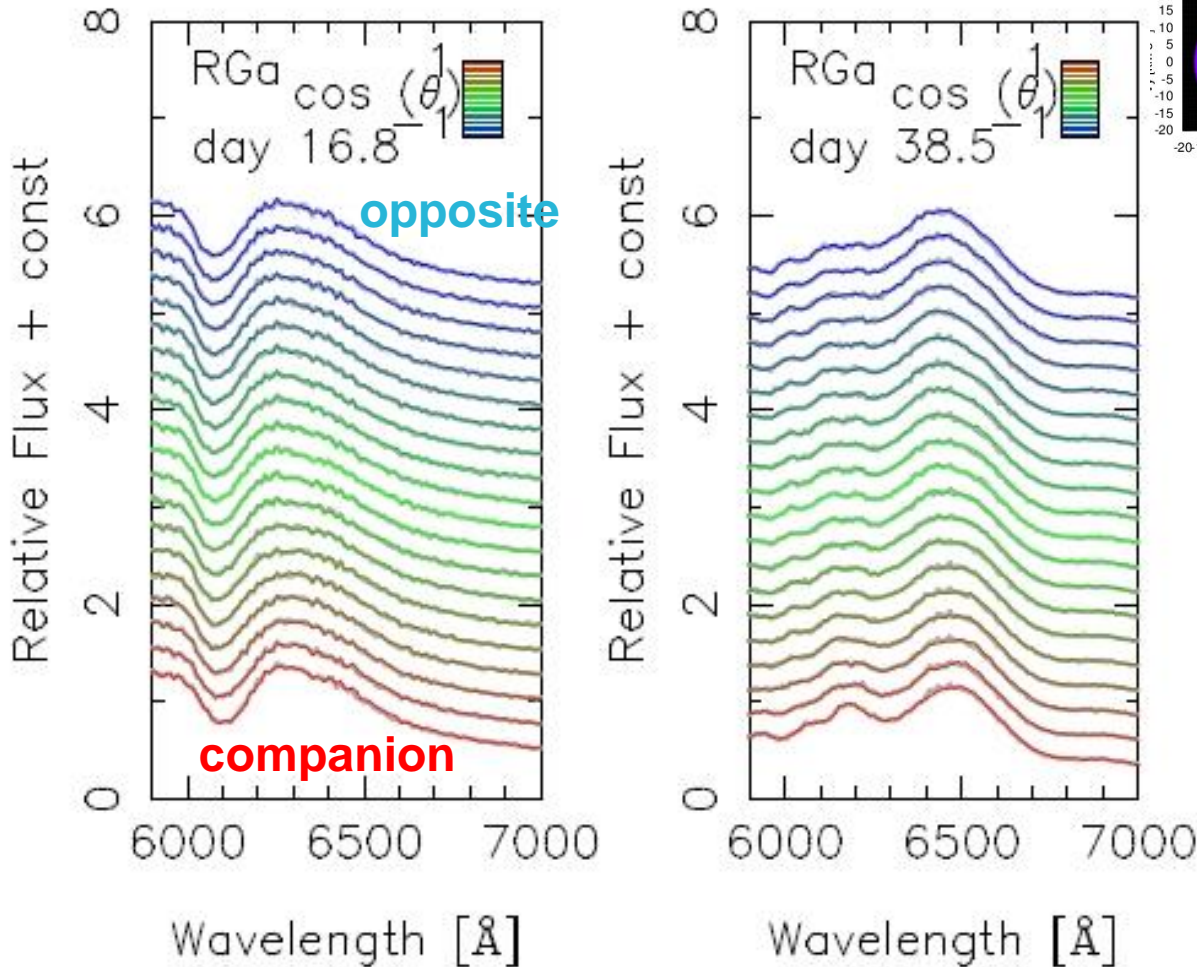 8
6
4
2
0
Relative Flux + const
RGa
cos (θ)
1
-1
day 16.8
opposite
companion
6000 6500 7000
Wavelength [Å]
8
6
4
2
0
Relative Flux + const
RGa
cos (θ)
1
-1
day 38.5
6000 6500 7000
Wavelength [Å]
15
10
5
0
-5
-10
-15
-20